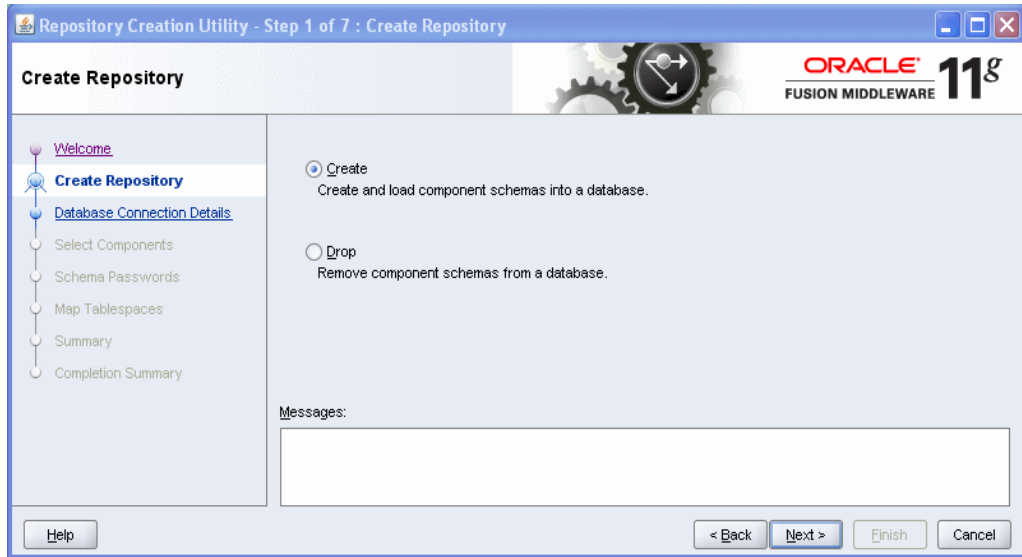 Repository Creation Utility - Step 1 of 7 : Create Repository
Create Repository
ORACLE®
FUSION MIDDLEWARE
11g
Welcome
Create Repository
Database Connection Details
Select Components
Schema Passwords
Map Tablespaces
Summary
Completion Summary
Create
Create and load component schemas into a database.
Drop
Remove component schemas from a database.
Messages:
Help
< Back
Next >
Finish
Cancel